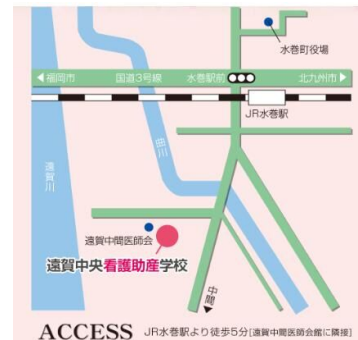 水巻町役場
◀福岡市 国道3号線 水巻駅前 北九州市▶
JR水巻駅
遠賀川
曲川
遠賀中間医師会
遠賀中央看護助産学校
中間
ACCESS JR水巻駅より徒歩5分[遠賀中間医師会館に隣接]